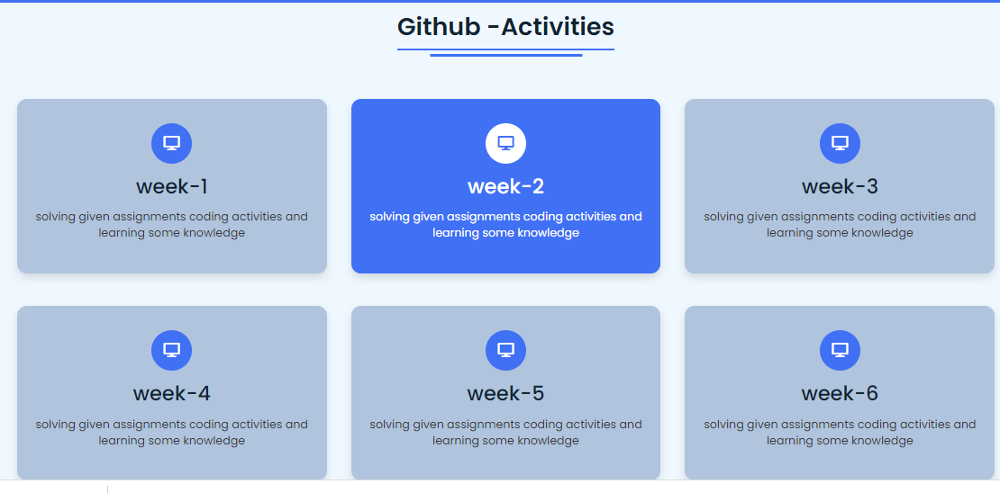 Github -Activities
week-1
solving given assignments coding activities and
learning some knowledge
week-2
solving given assignments coding activities and
learning some knowledge
week-3
solving given assignments coding activities and
learning some knowledge
week-4
solving given assignments coding activities and
learning some knowledge
week-5
solving given assignments coding activities and
learning some knowledge
week-6
solving given assignments coding activities and
learning some knowledge